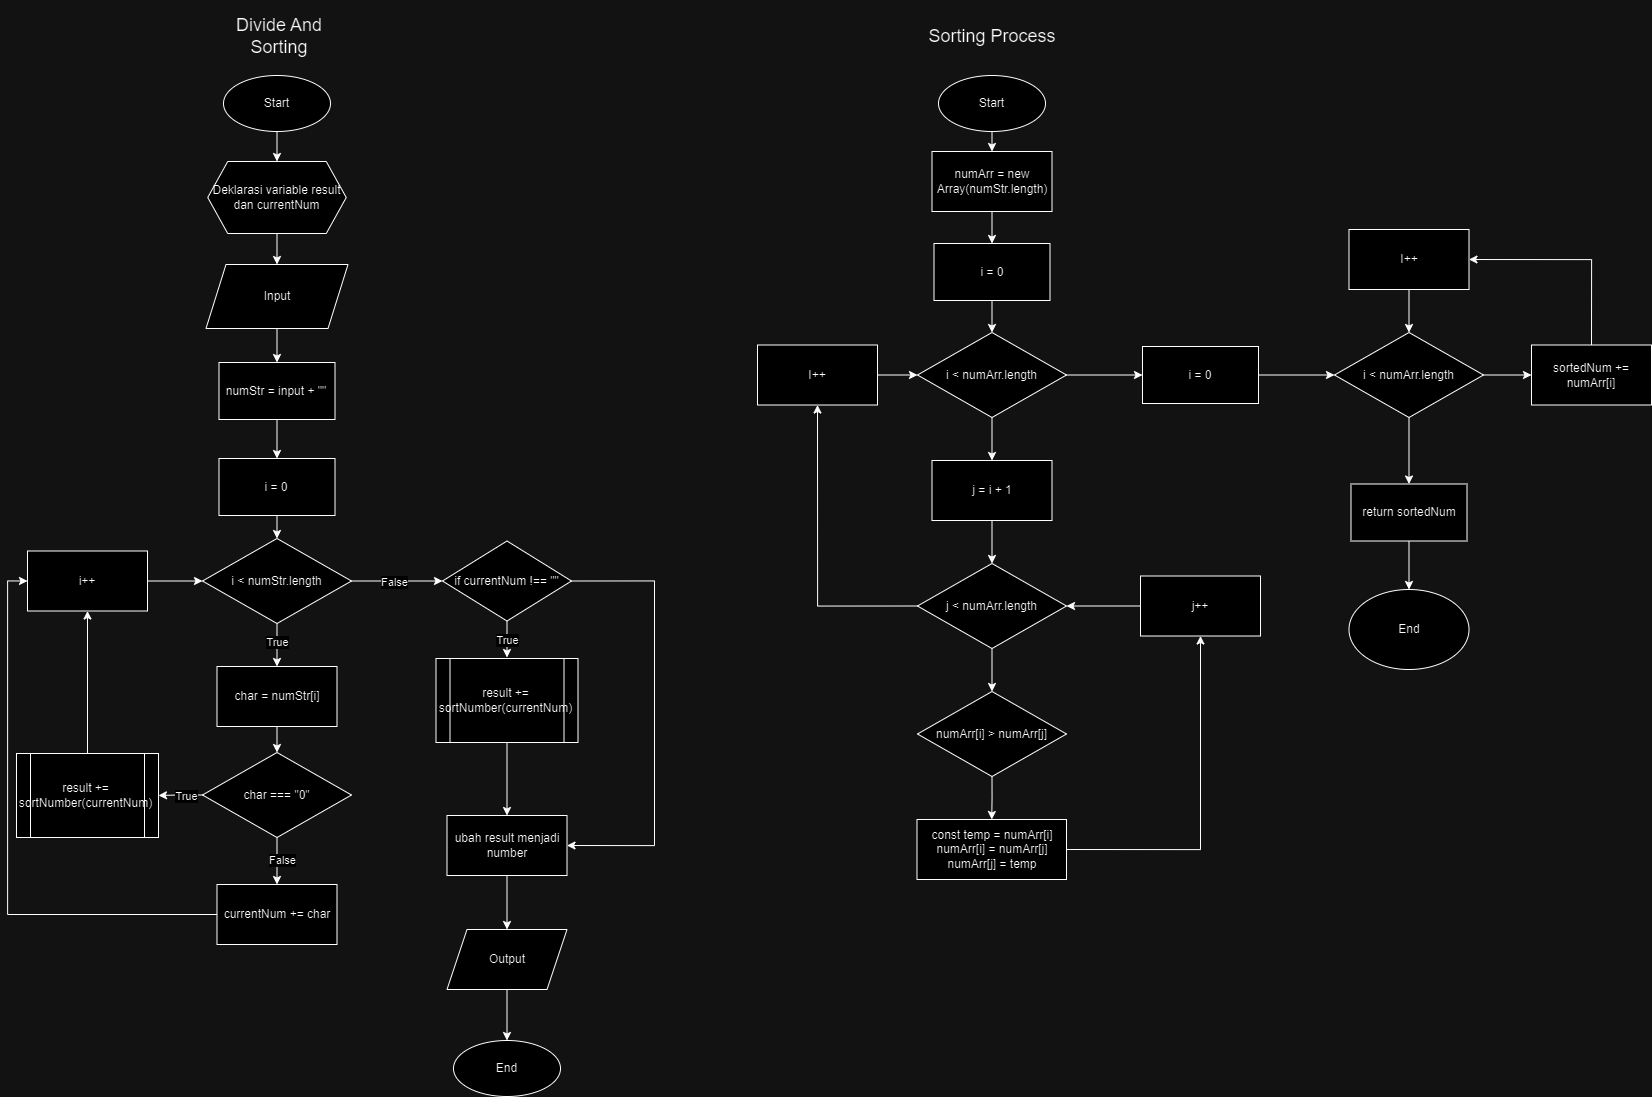 Divide And
Sorting
Start
Deklarasi variable result
dan currentNum
Input
numStr = input + ""
i = 0
i++
i < numStr.length
False
if currentNum !== ""
True
char = numStr[i]
True
result +=
sortNumber(currentNum)
char === "0"
True
result +=
sortNumber(currentNum)
False
currentNum += char
ubah result menjadi
number
Output
End
Sorting Process
Start
numArr = new
Array(numStr.length)
i = 0
I++
i < numArr.length
i = 0
I++
i < numArr.length
sortedNum +=
numArr[i]
j = i + 1
return sortedNum
j < numArr.length
j++
End
numArr[i] > numArr[j]
const temp = numArr[i]
numArr[i] = numArr[j]
numArr[j] = temp